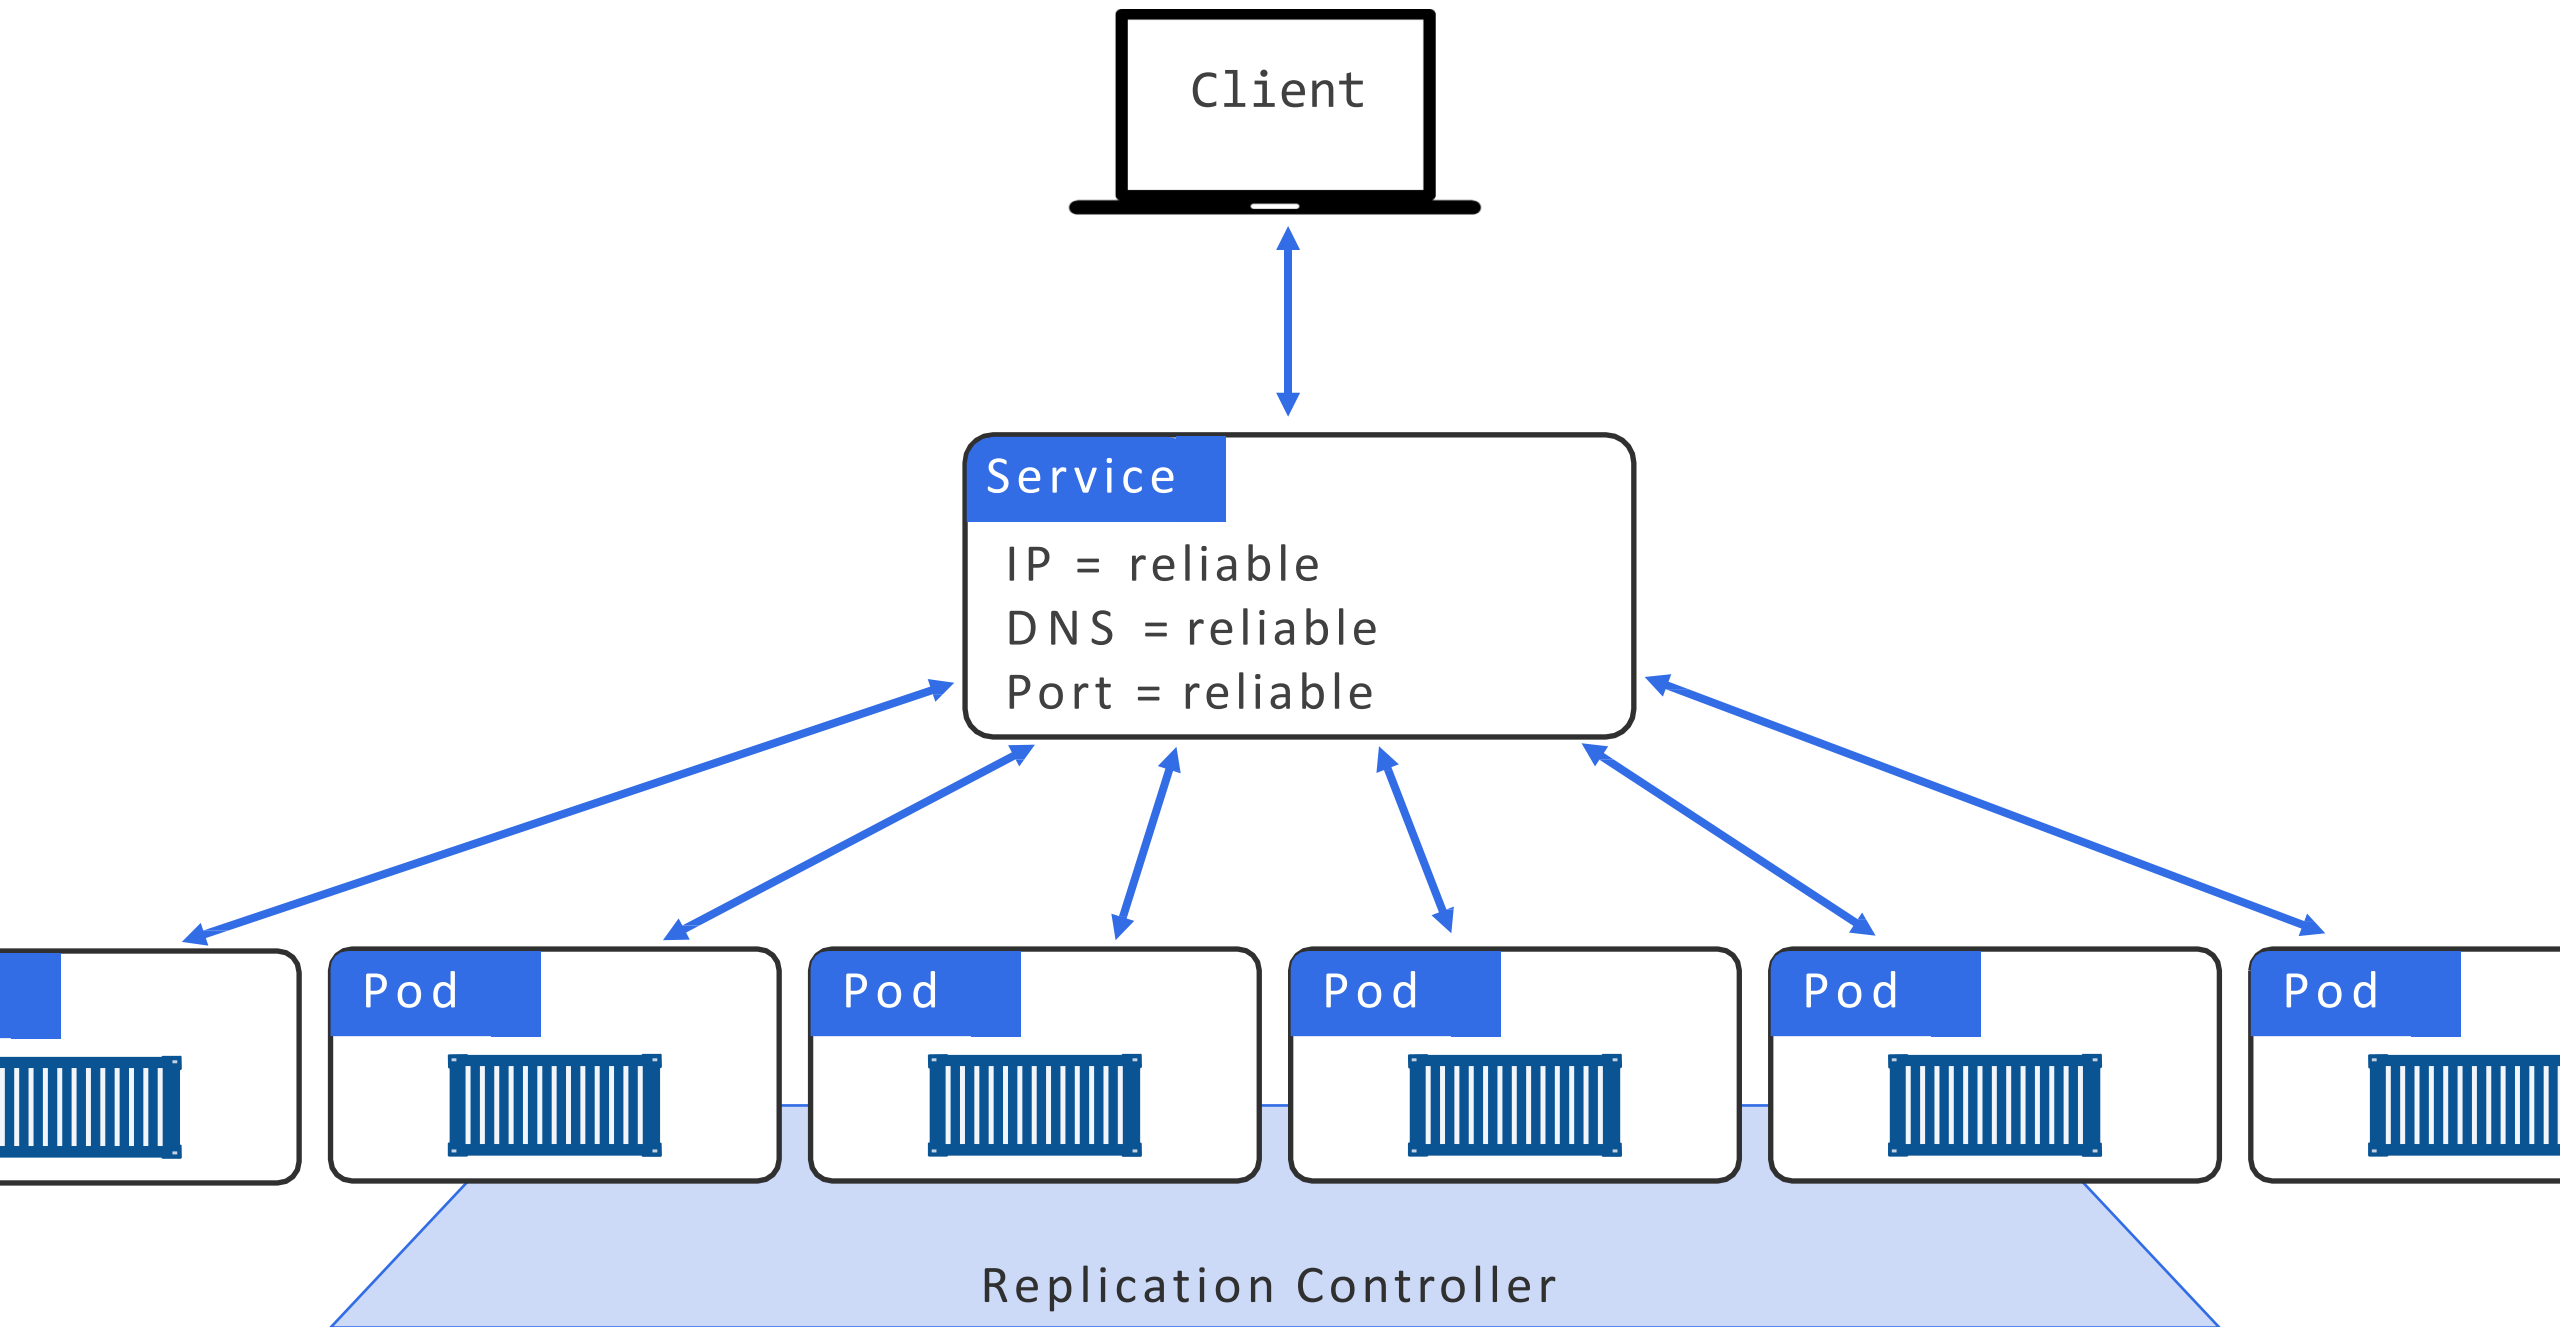 Client
Service
IP = reliable
DNS = reliable
Port = reliable
Pod
Pod
Pod
Pod
Pod
Replication Controller